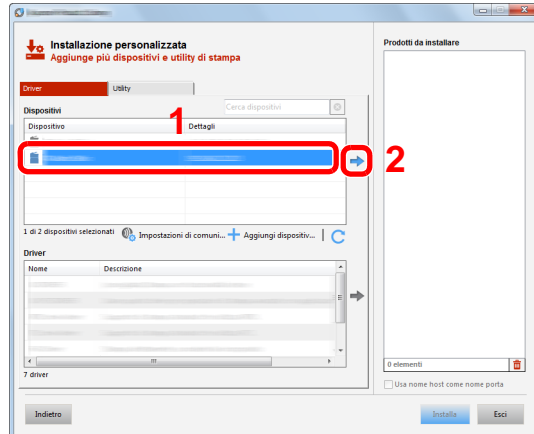 Installazione personalizzata
Aggiunge più dispositivi e utility di stampa
Prodotti da installare
Driver
Utility
Dispositivi
Cerca dispositivi
1
Dispositivo
Dettagli
2
1 di 2 dispositivi selezionati
Impostazioni di comuni...
Aggiungi dispositiv...
Driver
Nome
Descrizione
0 elementi
7 driver
Usa nome host come nome porta
Indietro
Installa
Esci